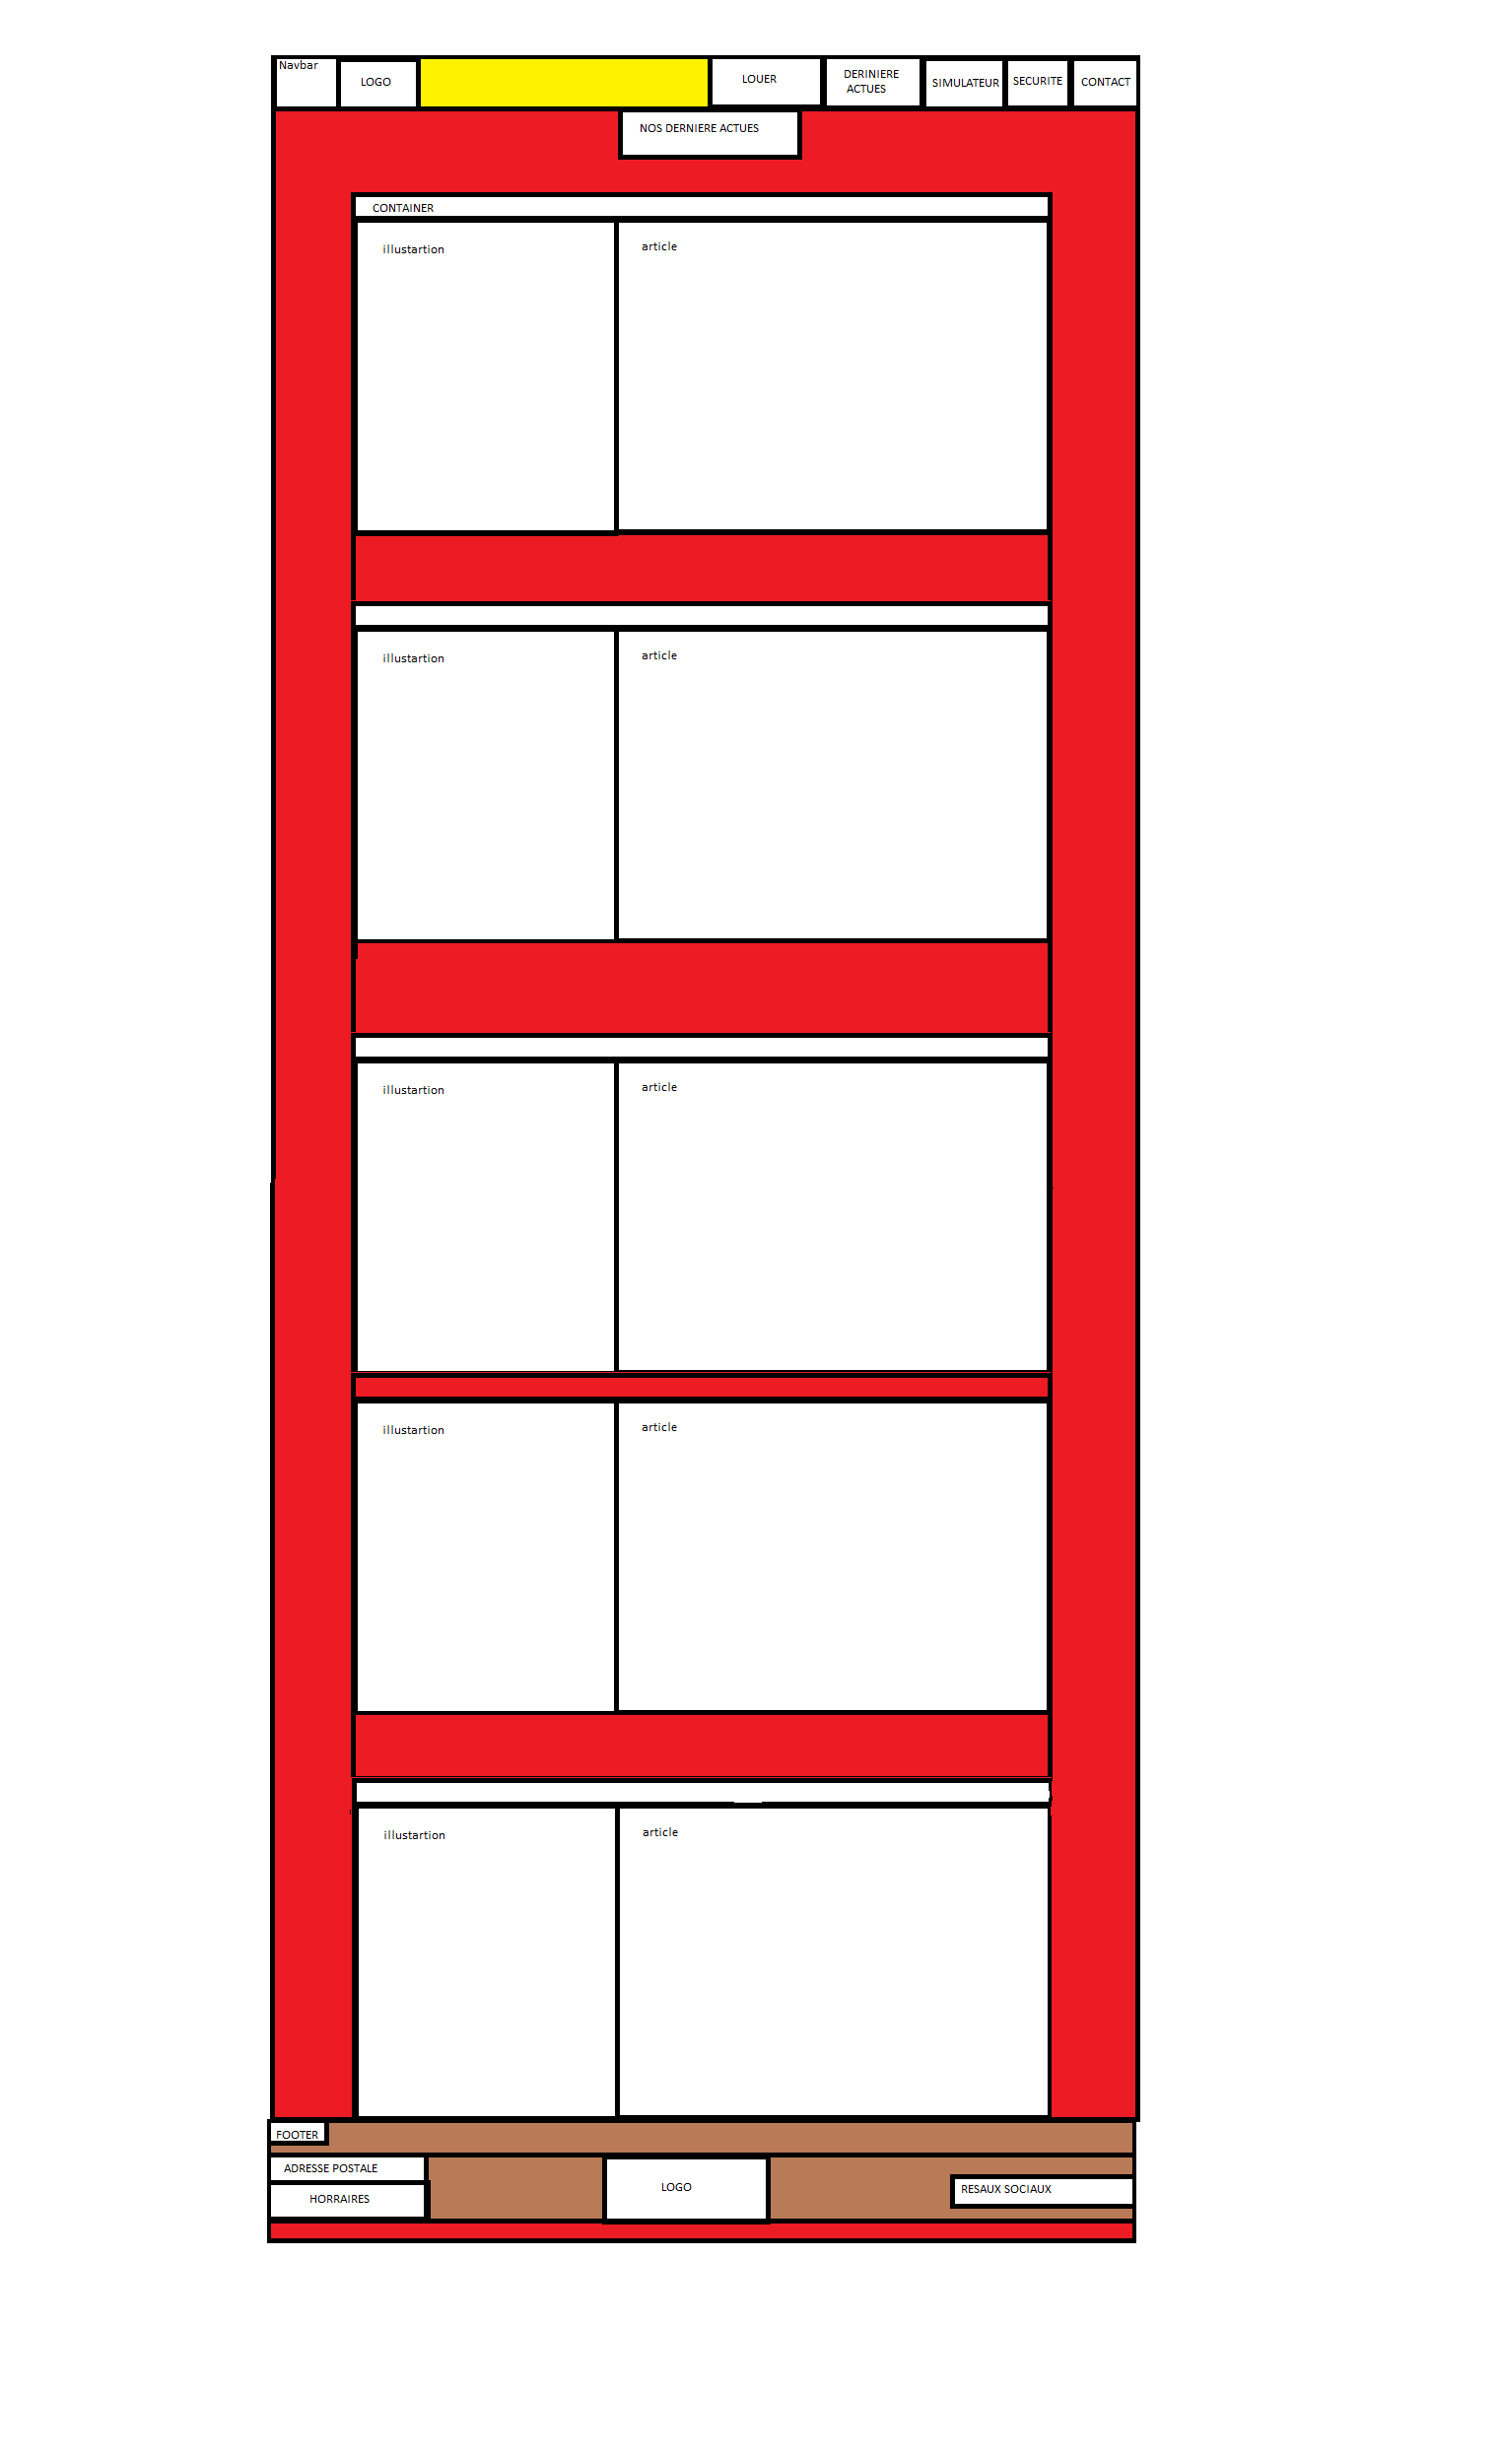 Navbar
LOGO
LOUER
DERINIERE
ACTUES
SIMULATEUR
SECURITE
CONTACT
NOS DERNIERE ACTUES
CONTAINER
illustartion
article
illustartion
article
illustartion
article
illustartion
article
illustartion
article
FOOTER
ADRESSE POSTALE
HORRAIRES
LOGO
RESAUX SOCIAUX